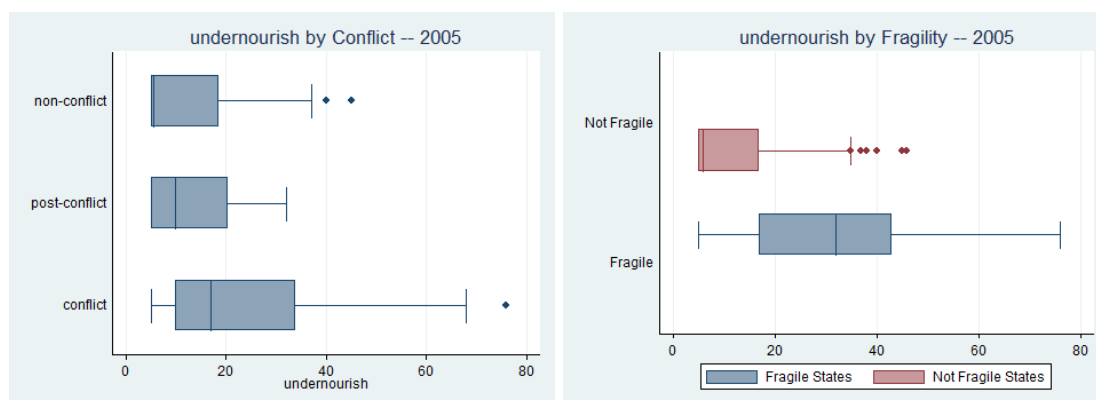 undernourish by Conflict -- 2005
non-conflict
post-conflict
conflict
0 20 40 60 80
undernourish
undernourish by Fragility -- 2005
Not Fragile
Fragile
0 20 40 60 80
Fragile States Not Fragile States